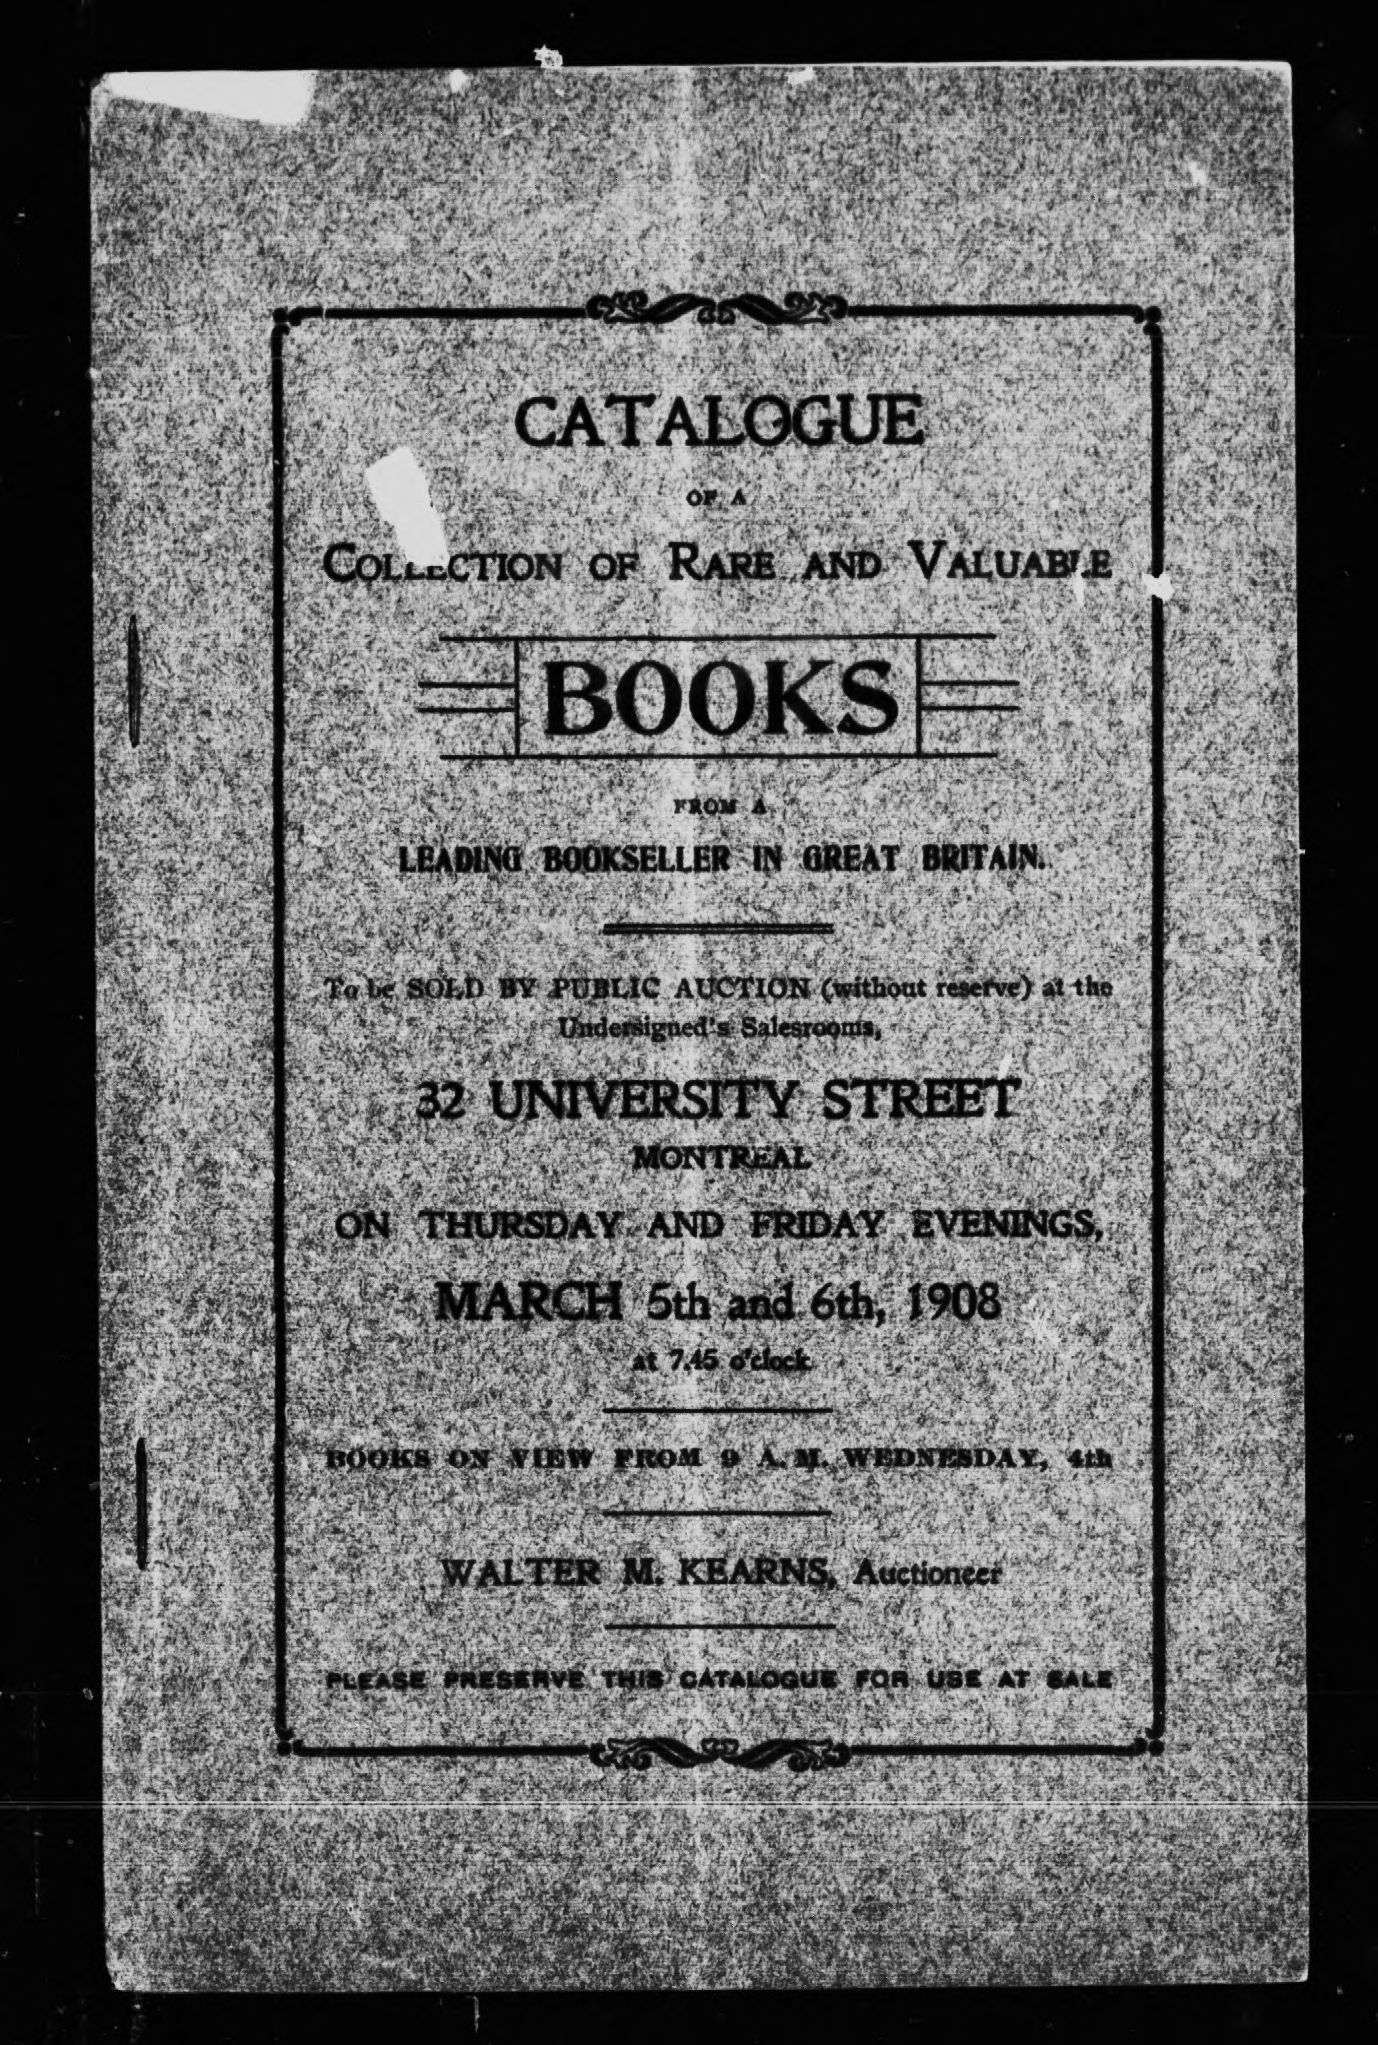 CATALOGUE
OF A
COLLECTION OF RARE AND VALUABLE
BOOKS
FROM A
LEADING BOOKSELLER IN GREAT BRITAIN.
To be SOLD BY PUBLIC AUCTION (without reserve) at the
Undersigned's Salesrooms,
32 UNIVERSITY STREET
MONTREAL
ON THURSDAY AND FRIDAY EVENINGS,
MARCH 5th and 6th, 1908
at 7.45 o'clock
BOOKS ON VIEW FROM 9 A. M. WEDNESDAY, 4th
WALTER M. KEARNS, Auctioneer
PLEASE PRESERVE THIS CATALOGUE FOR USE AT SALE